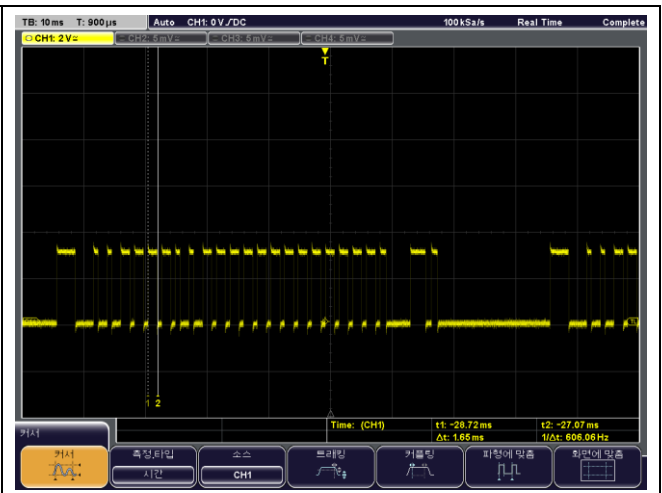 TB: 10 ms T: 900 µs Auto CH1: 0 V DC 100 kSa/s Real Time Complete
CH1: 2 V CH2: 5 mV CH3: 5 mV CH4: 5 mV
T
1 2
Time: (CH1) t1: -28.72 ms t2: -27.07 ms
Δt: 1.65 ms 1/Δt: 606.06 Hz
커서
커서 측정.타입 소스 트래킹 커플링 파형에 맞춤 화면에 맞춤
시간 CH1